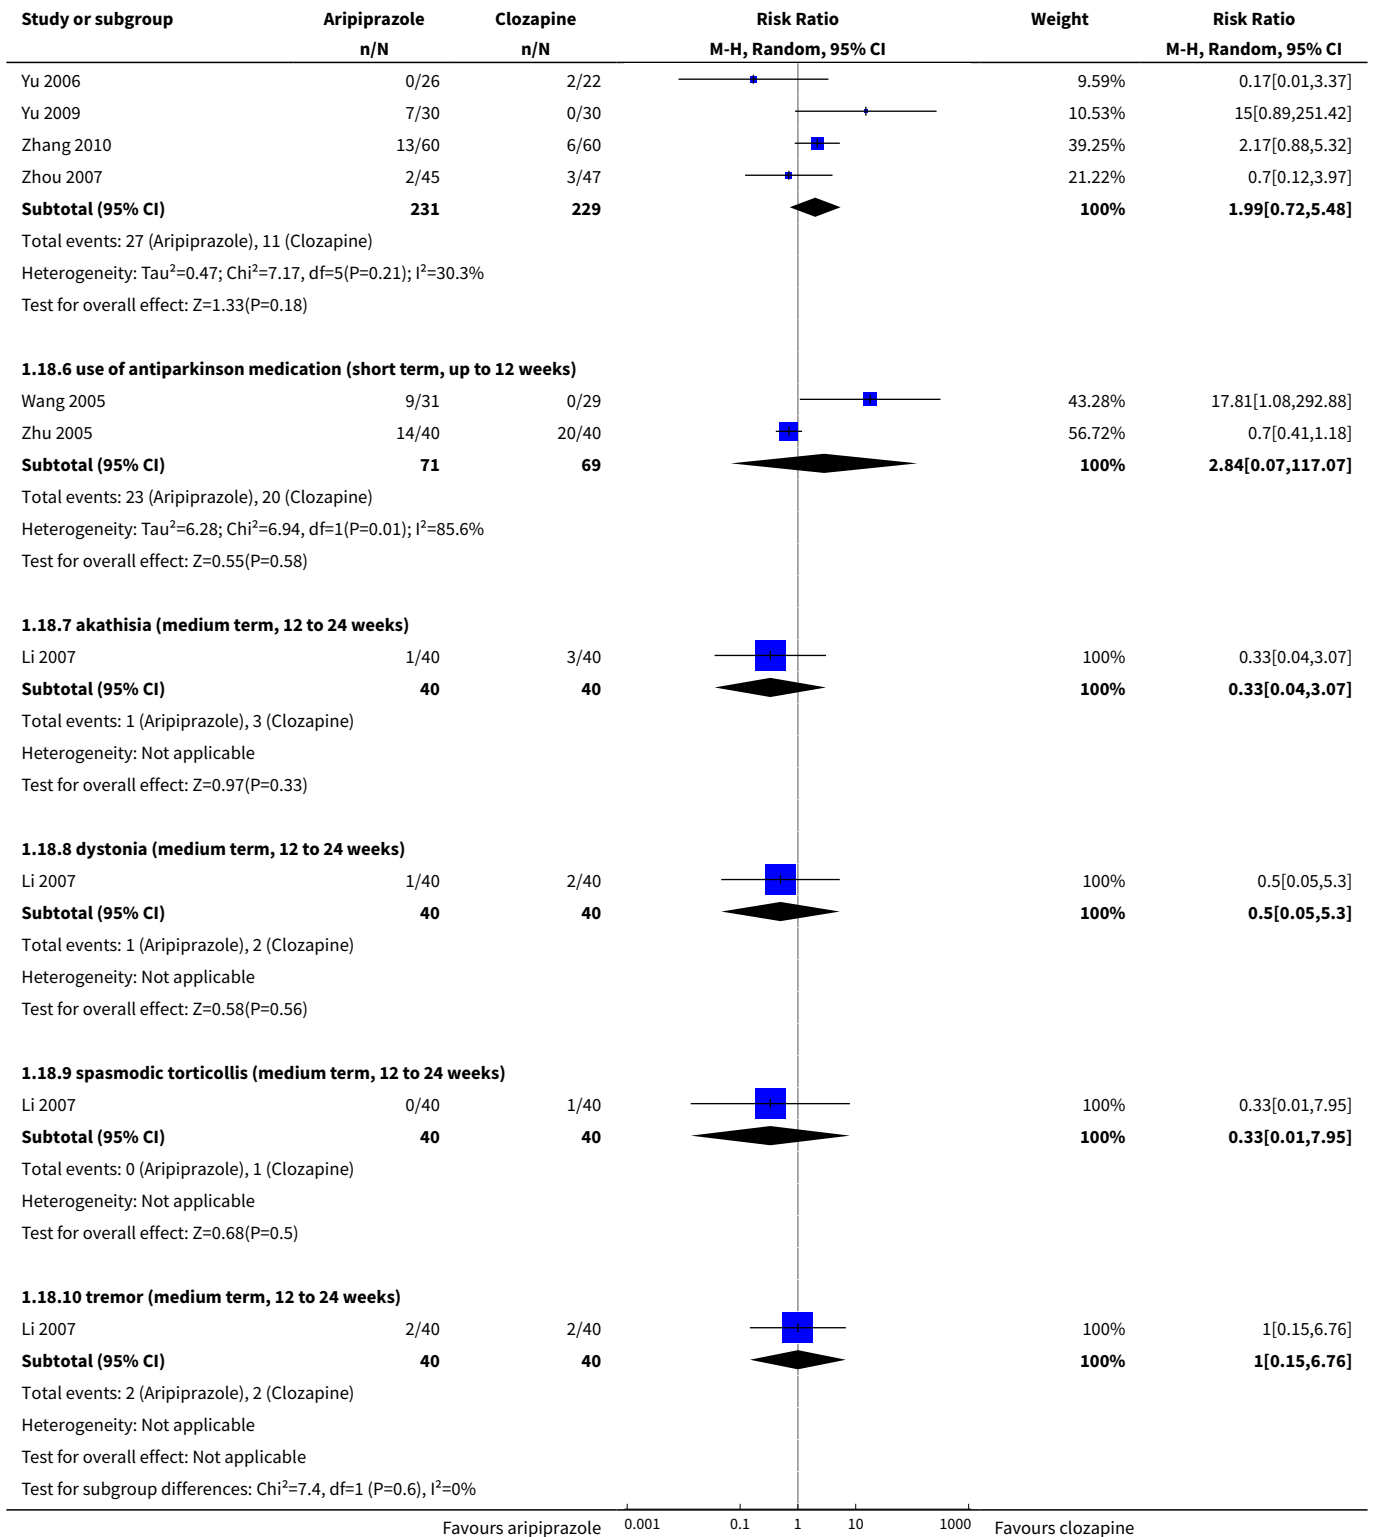 Study or subgroup Aripiprazole Clozapine Risk Ratio Weight Risk Ratio
n/N n/N M-H, Random, 95% CI M-H, Random, 95% CI
Yu 2006 0/26 2/22 9.59% 0.17[0.01,3.37]
Yu 2009 7/30 0/30 10.53% 15[0.89,251.42]
Zhang 2010 13/60 6/60 39.25% 2.17[0.88,5.32]
Zhou 2007 2/45 3/47 21.22% 0.7[0.12,3.97]
Subtotal (95% CI) 231 229 100% 1.99[0.72,5.48]
Total events: 27 (Aripiprazole), 11 (Clozapine)
Heterogeneity: Tau²=0.47; Chi²=7.17, df=5(P=0.21); I²=30.3%
Test for overall effect: Z=1.33(P=0.18)
1.18.6 use of antiparkinson medication (short term, up to 12 weeks)
Wang 2005 9/31 0/29 43.28% 17.81[1.08,292.88]
Zhu 2005 14/40 20/40 56.72% 0.7[0.41,1.18]
Subtotal (95% CI) 71 69 100% 2.84[0.07,117.07]
Total events: 23 (Aripiprazole), 20 (Clozapine)
Heterogeneity: Tau²=6.28; Chi²=6.94, df=1(P=0.01); I²=85.6%
Test for overall effect: Z=0.55(P=0.58)
1.18.7 akathisia (medium term, 12 to 24 weeks)
Li 2007 1/40 3/40 100% 0.33[0.04,3.07]
Subtotal (95% CI) 40 40 100% 0.33[0.04,3.07]
Total events: 1 (Aripiprazole), 3 (Clozapine)
Heterogeneity: Not applicable
Test for overall effect: Z=0.97(P=0.33)
1.18.8 dystonia (medium term, 12 to 24 weeks)
Li 2007 1/40 2/40 100% 0.5[0.05,5.3]
Subtotal (95% CI) 40 40 100% 0.5[0.05,5.3]
Total events: 1 (Aripiprazole), 2 (Clozapine)
Heterogeneity: Not applicable
Test for overall effect: Z=0.58(P=0.56)
1.18.9 spasmodic torticollis (medium term, 12 to 24 weeks)
Li 2007 0/40 1/40 100% 0.33[0.01,7.95]
Subtotal (95% CI) 40 40 100% 0.33[0.01,7.95]
Total events: 0 (Aripiprazole), 1 (Clozapine)
Heterogeneity: Not applicable
Test for overall effect: Z=0.68(P=0.5)
1.18.10 tremor (medium term, 12 to 24 weeks)
Li 2007 2/40 2/40 100% 1[0.15,6.76]
Subtotal (95% CI) 40 40 100% 1[0.15,6.76]
Total events: 2 (Aripiprazole), 2 (Clozapine)
Heterogeneity: Not applicable
Test for overall effect: Not applicable
Test for subgroup differences: Chi²=7.4, df=1 (P=0.6), I²=0%
Favours aripiprazole 0.001 0.1 1 10 1000 Favours clozapine